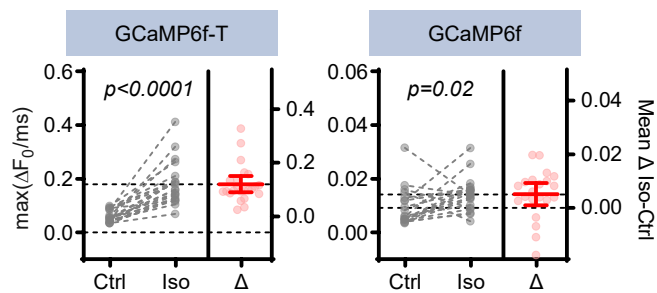 GCaMP6f-T
GCaMP6f
max(ΔF₀/ms)
0.6
0.4
0.2
0.0
p<0.0001
0.4
0.2
0.0
Ctrl
Iso
Δ
0.06
0.04
0.02
0.00
p=0.02
0.04
0.02
0.00
Mean Δ Iso-Ctrl
Ctrl
Iso
Δ